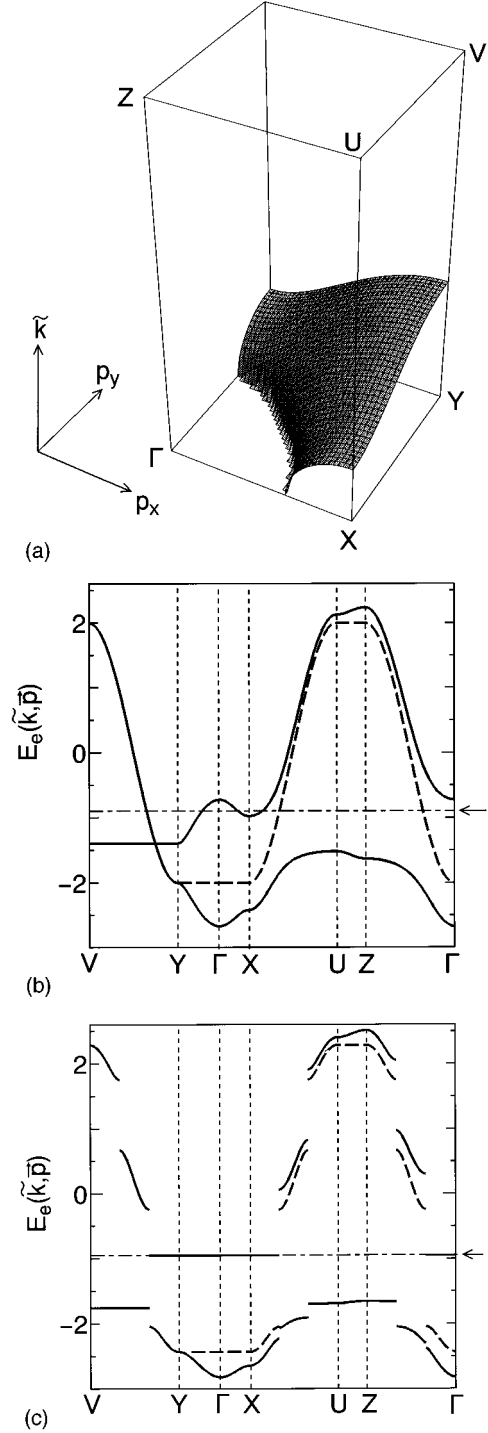 Z
V
U
k̃
p_y
p_x
Γ
Y
X
(a)
E_e(k̃,p⃗)
2
0
−2
V Y Γ X U Z Γ
(b)
E_e(k̃,p⃗)
2
0
−2
V Y Γ X U Z Γ
(c)